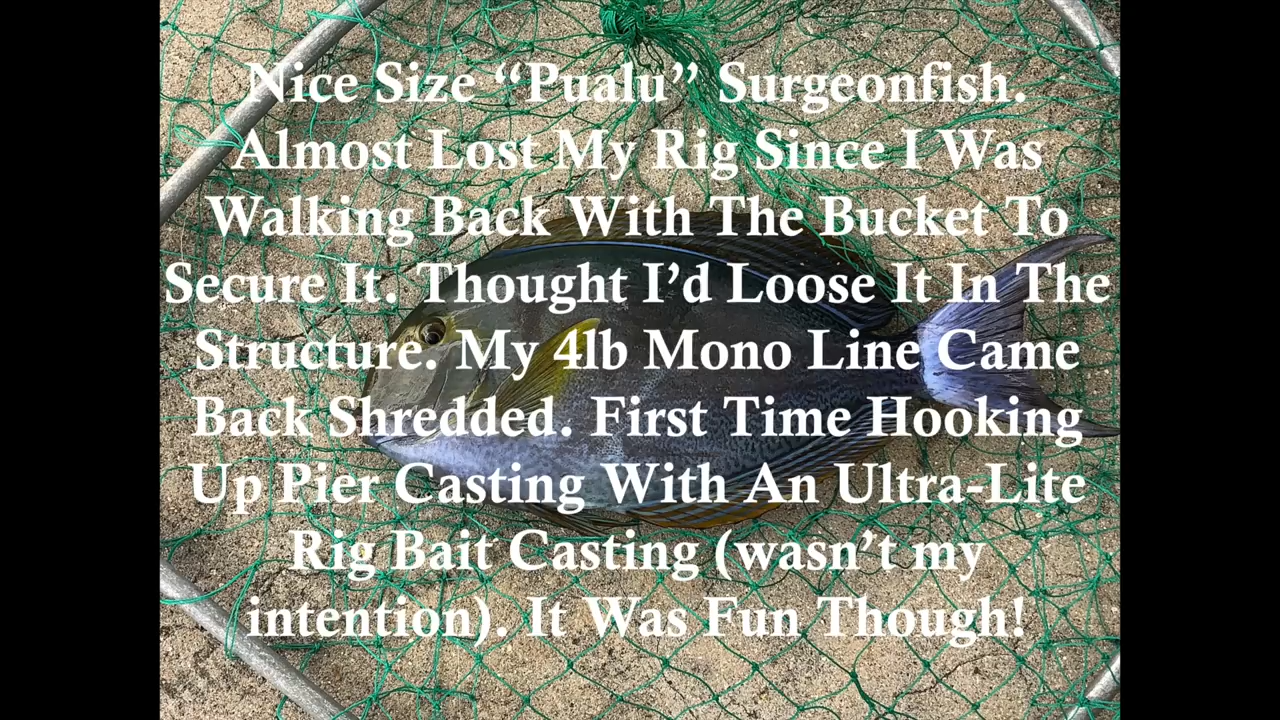 Nice Size “Pualu” Surgeonfish.
Almost Lost My Rig Since I Was
Walking Back With The Bucket To
Secure It. Thought I’d Loose It In The
Structure. My 4lb Mono Line Came
Back Shredded. First Time Hooking
Up Pier Casting With An Ultra-Lite
Rig Bait Casting (wasn’t my
intention). It Was Fun Though!